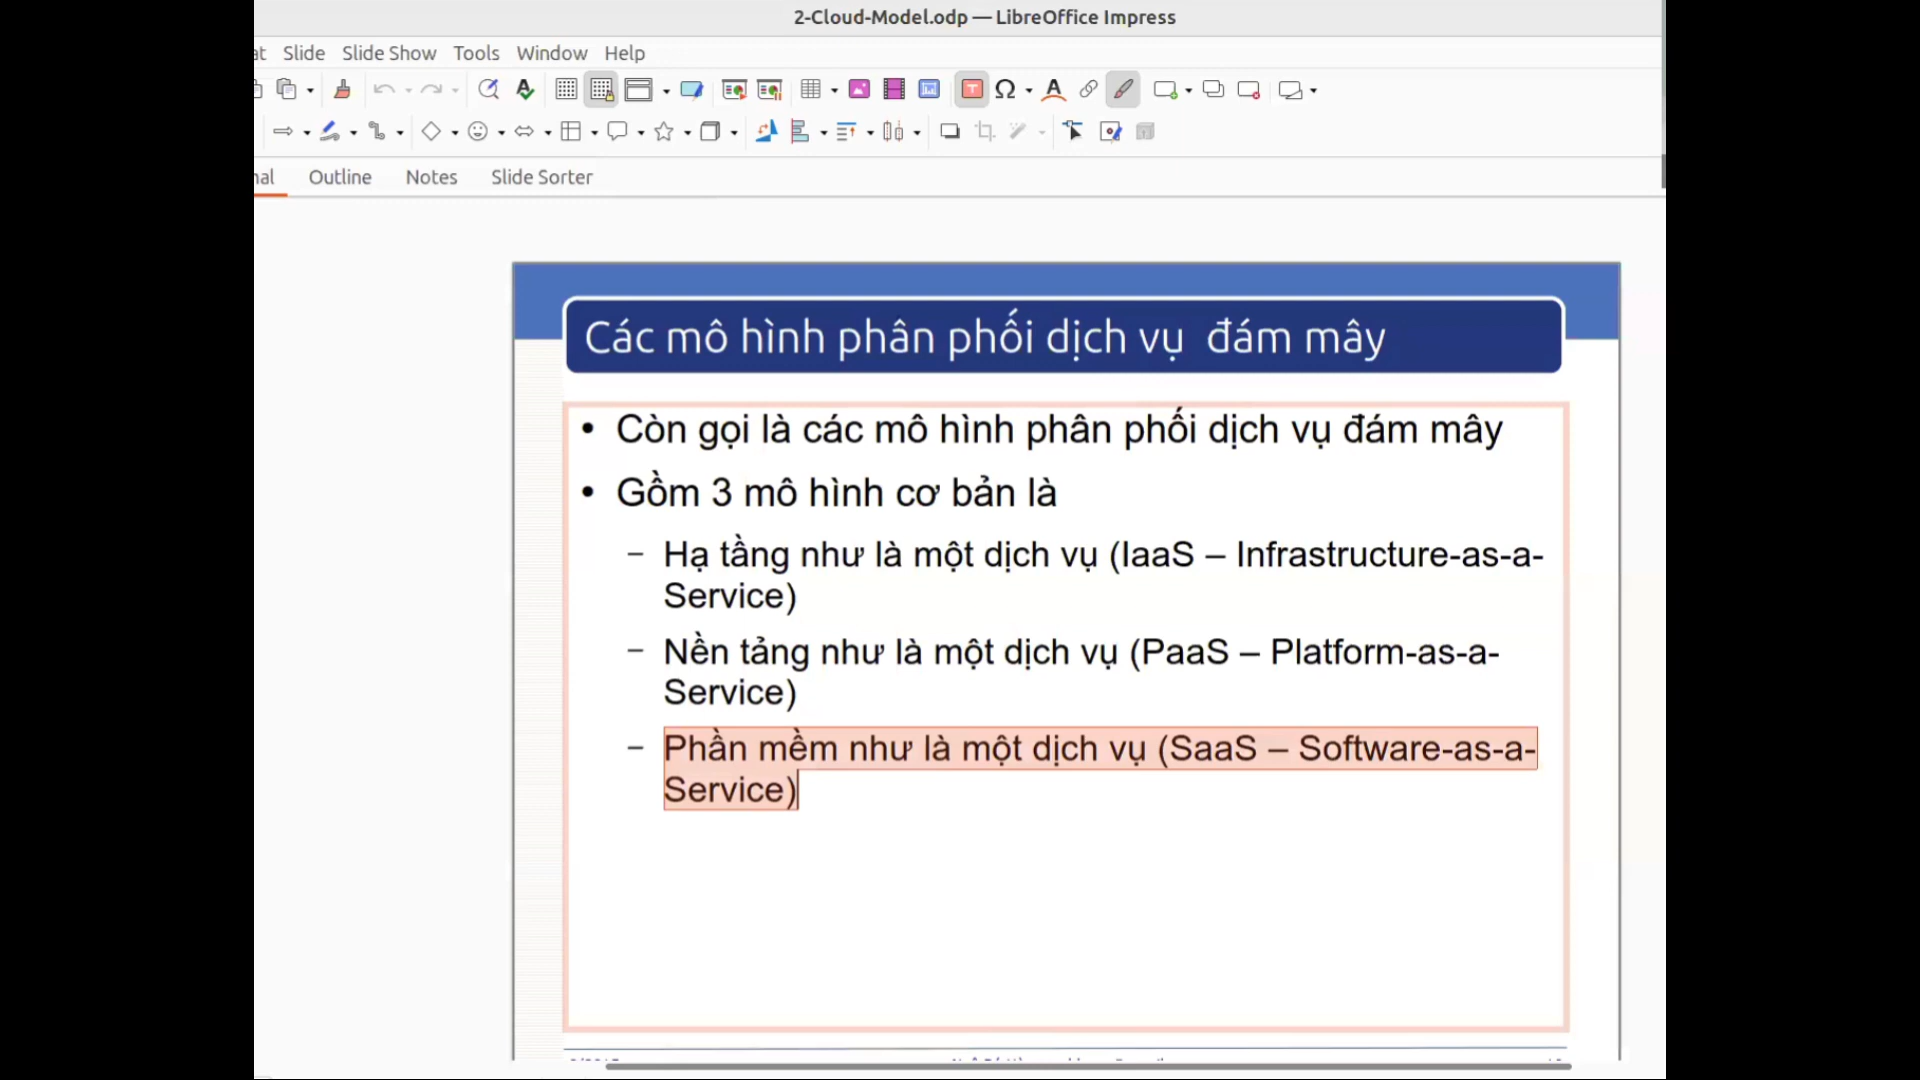 2-Cloud-Model.odp — LibreOffice Impress
Slide Slide Show Tools Window Help
Outline Notes Slide Sorter
Các mô hình phân phối dịch vụ đám mây
• Còn gọi là các mô hình phân phối dịch vụ đám mây
• Gồm 3 mô hình cơ bản là
– Hạ tầng như là một dịch vụ (IaaS – Infrastructure-as-a-
Service)
– Nền tảng như là một dịch vụ (PaaS – Platform-as-a-
Service)
– Phần mềm như là một dịch vụ (SaaS – Software-as-a-
Service)